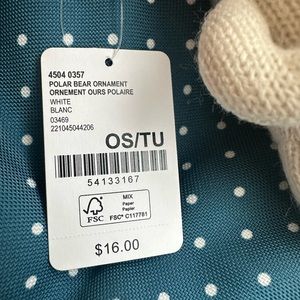 4504 0357
POLAR BEAR ORNAMENT
ORNEMENT OURS POLAIRE
WHITE
BLANC
03469
221045044206
OS/TU
54133167
FSC
MIX
Paper
Papier
FSC® C117781
$16.00